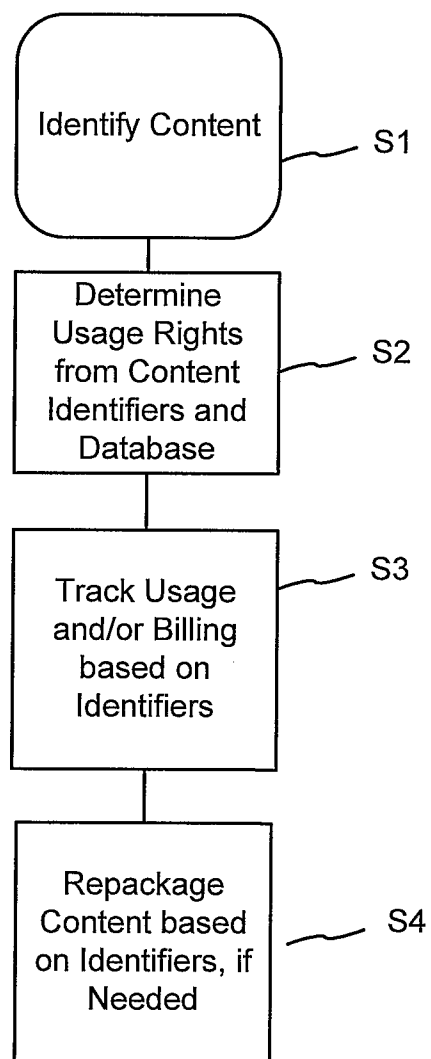 Identify Content
S1
Determine
Usage Rights
from Content
Identifiers and
Database
S2
Track Usage
and/or Billing
based on
Identifiers
S3
Repackage
Content based
on Identifiers, if
Needed
S4